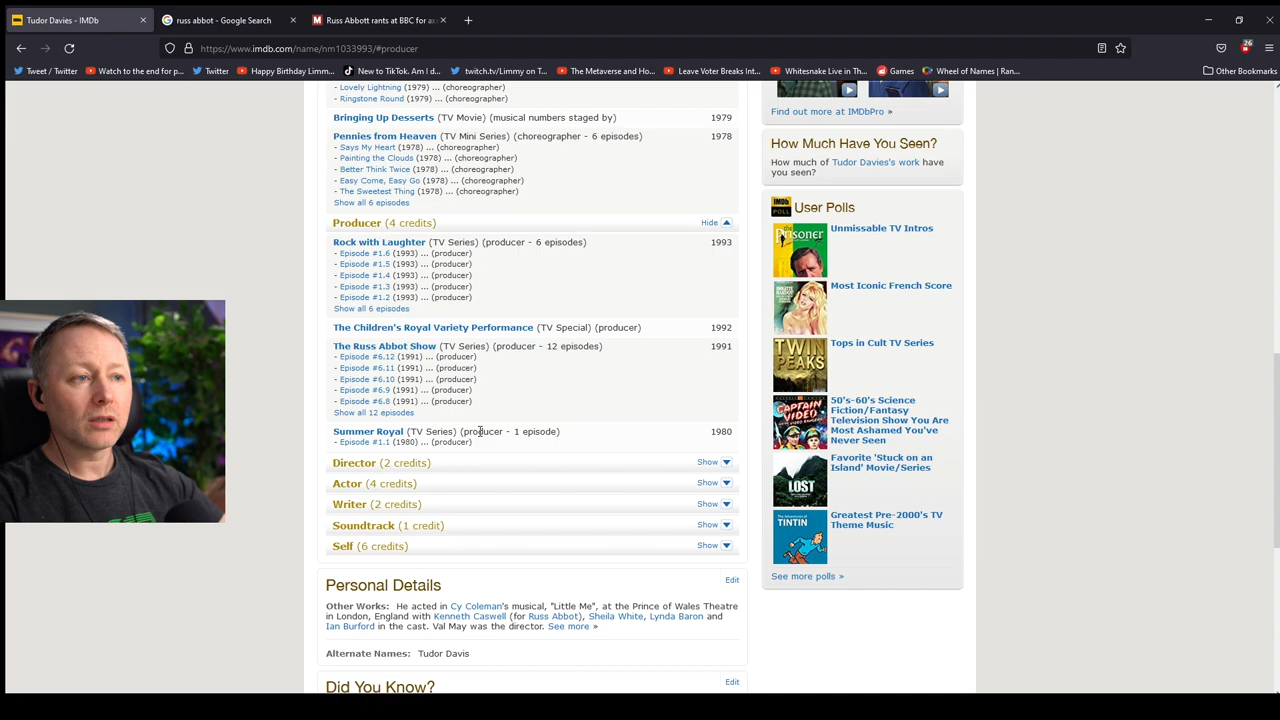 Tudor Davies - IMDb
russ abbot - Google Search
Russ Abbott rants at BBC for axe
https://www.imdb.com/name/nm1033993/#producer
26
Tweet / Twitter
Watch to the end for p...
Twitter
Happy Birthday Limm...
New to TikTok. Am I d...
twitch.tv/Limmy on T...
The Metaverse and Ho...
Leave Voter Breaks Int...
Whitesnake Live in Th...
Games
Wheel of Names | Ran...
Other Bookmarks
- Lovely Lightning (1979) ... (choreographer)
- Ringstone Round (1979) ... (choreographer)
Bringing Up Desserts (TV Movie) (musical numbers staged by) 1979
Pennies from Heaven (TV Mini Series) (choreographer - 6 episodes) 1978
- Says My Heart (1978) ... (choreographer)
- Painting the Clouds (1978) ... (choreographer)
- Better Think Twice (1978) ... (choreographer)
- Easy Come, Easy Go (1978) ... (choreographer)
- The Sweetest Thing (1978) ... (choreographer)
Show all 6 episodes
Producer (4 credits) Hide
Rock with Laughter (TV Series) (producer - 6 episodes) 1993
- Episode #1.6 (1993) ... (producer)
- Episode #1.5 (1993) ... (producer)
- Episode #1.4 (1993) ... (producer)
- Episode #1.3 (1993) ... (producer)
- Episode #1.2 (1993) ... (producer)
Show all 6 episodes
The Children's Royal Variety Performance (TV Special) (producer) 1992
The Russ Abbot Show (TV Series) (producer - 12 episodes) 1991
- Episode #6.12 (1991) ... (producer)
- Episode #6.11 (1991) ... (producer)
- Episode #6.10 (1991) ... (producer)
- Episode #6.9 (1991) ... (producer)
- Episode #6.8 (1991) ... (producer)
Show all 12 episodes
Summer Royal (TV Series) (producer - 1 episode) 1980
- Episode #1.1 (1980) ... (producer)
Director (2 credits) Show
Actor (4 credits) Show
Writer (2 credits) Show
Soundtrack (1 credit) Show
Self (6 credits) Show
Personal Details Edit
Other Works: He acted in Cy Coleman's musical, "Little Me", at the Prince of Wales Theatre
in London, England with Kenneth Caswell (for Russ Abbot), Sheila White, Lynda Baron and
Ian Burford in the cast. Val May was the director. See more »
Alternate Names: Tudor Davis
Did You Know? Edit
Find out more at IMDbPro »
How Much Have You Seen?
How much of Tudor Davies's work have
you seen?
IMDb
POLL
User Polls
Prisoner
Unmissable TV Intros
Most Iconic French Score
TWIN
PEAKS
Tops in Cult TV Series
CAPTAIN
VIDEO
50's-60's Science
Fiction/Fantasy
Television Show You Are
Most Ashamed You've
Never Seen
LOST
Favorite 'Stuck on an
Island' Movie/Series
TINTIN
Greatest Pre-2000's TV
Theme Music
See more polls »